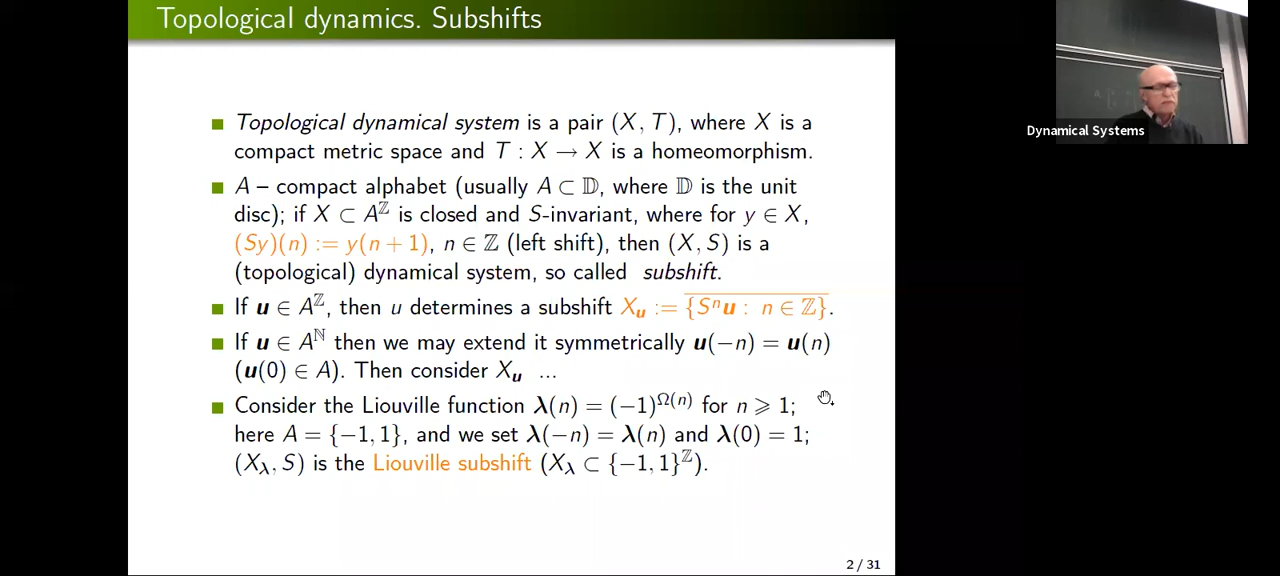 Topological dynamics. Subshifts
■ Topological dynamical system is a pair (X, T), where X is a
compact metric space and T : X → X is a homeomorphism.
■ A – compact alphabet (usually A ⊂ 𝔻, where 𝔻 is the unit
disc); if X ⊂ A^ℤ is closed and S-invariant, where for y ∈ X,
(Sy)(n) := y(n + 1), n ∈ ℤ (left shift), then (X, S) is a
(topological) dynamical system, so called subshift.
■ If u ∈ A^ℤ, then u determines a subshift X_u := \overline{{S^n u : n ∈ ℤ}}.
■ If u ∈ A^ℕ then we may extend it symmetrically u(−n) = u(n)
(u(0) ∈ A). Then consider X_u ...
■ Consider the Liouville function λ(n) = (−1)^{Ω(n)} for n ⩾ 1;
here A = {−1, 1}, and we set λ(−n) = λ(n) and λ(0) = 1;
(X_λ, S) is the Liouville subshift (X_λ ⊂ {−1, 1}^ℤ).
2 / 31
Dynamical Systems